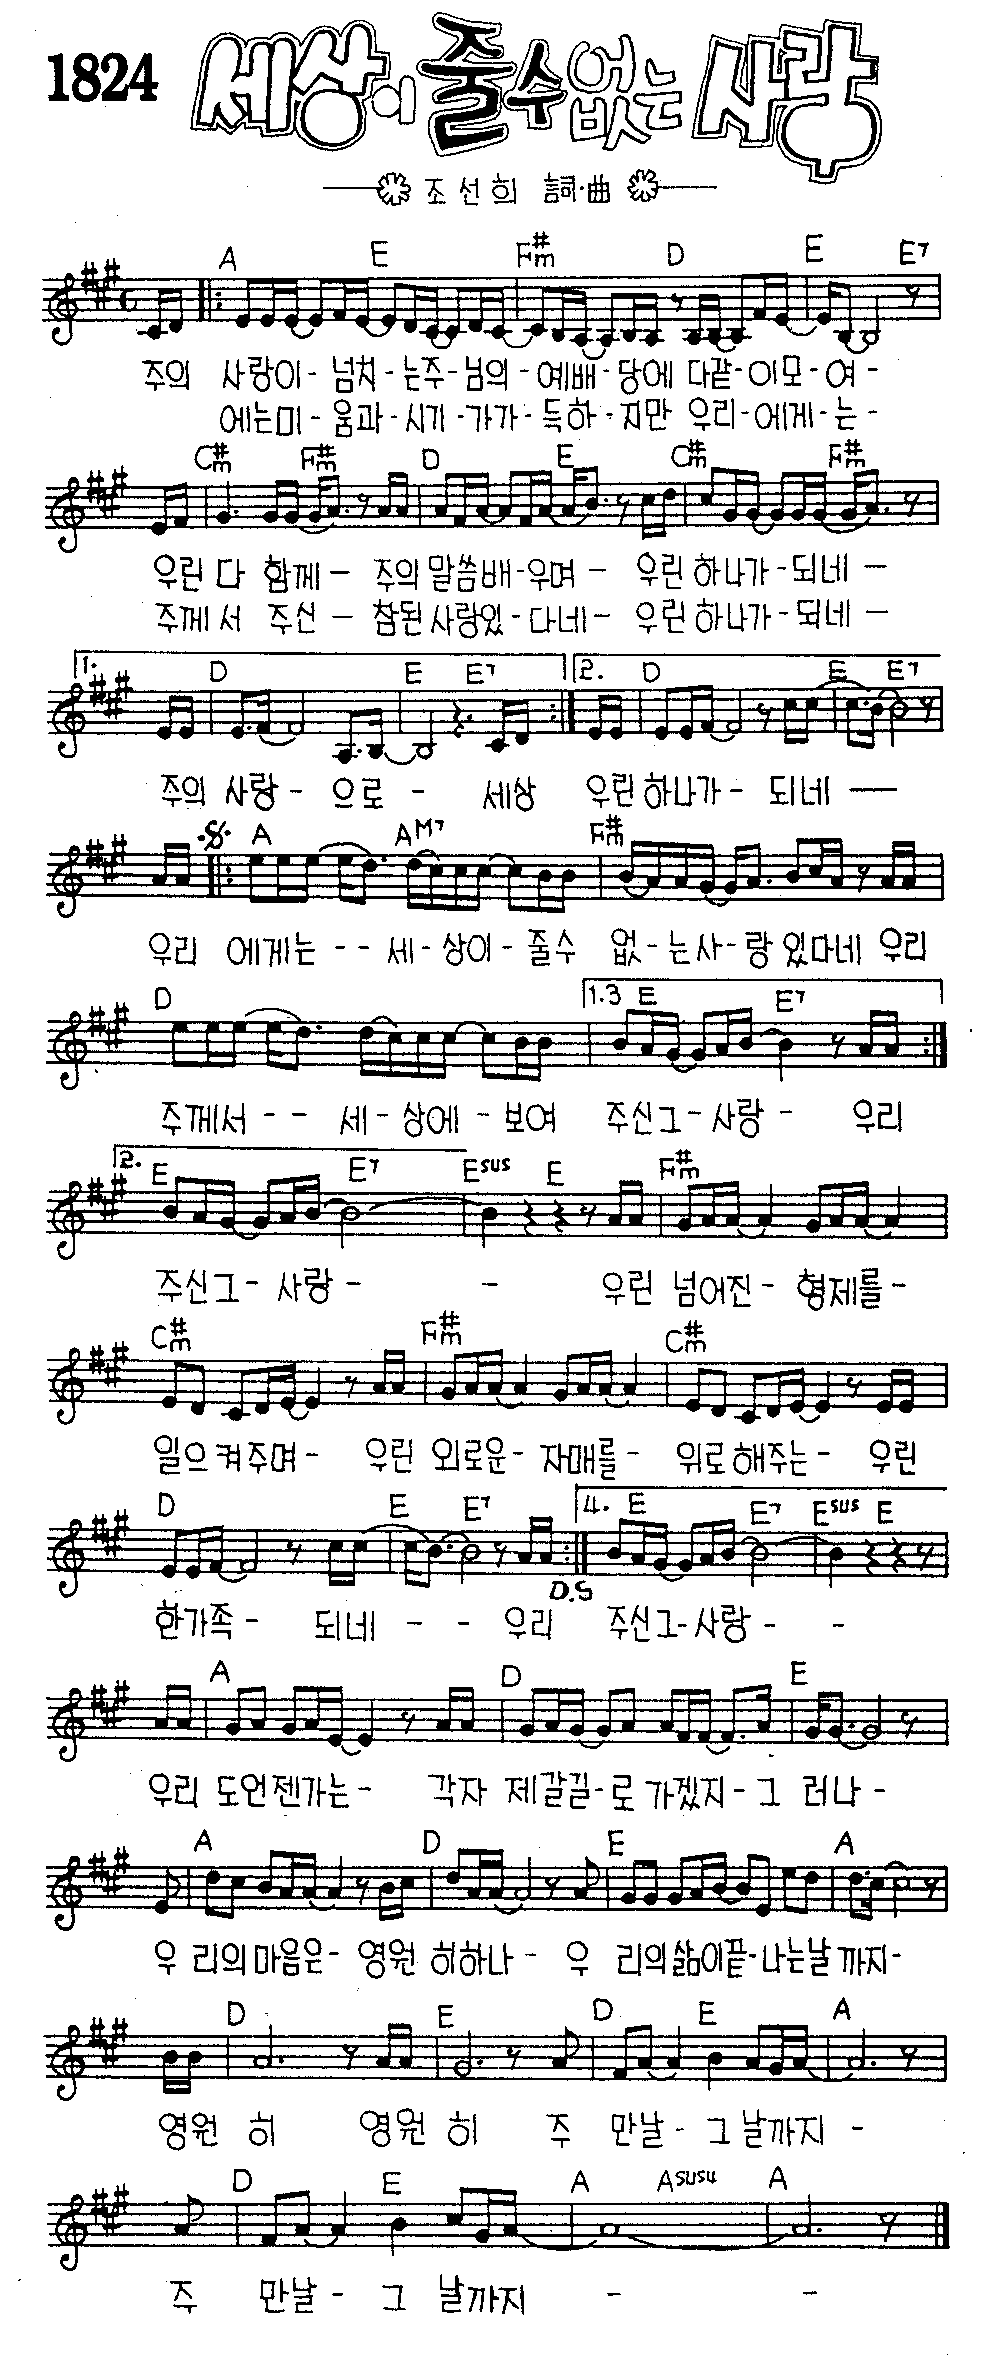 1824 세상이 줄수 없는 사랑
조선희 詞·曲
A E F#m D E E7
주의 사랑이- 넘치-는주-님의-예배-당에 다같-이모-여-
에는미-움과-시기-가가-득하-지만 우리-에게-는-
C#m F#m D E C#m F#m
우린 다 함께- 주의 말씀배-우며- 우린 하나가-되네-
주께서 주신- 참된 사랑있-다네- 우린 하나가-되네-
1. D E E7 2. D E E7
주의 사랑-으로- 세상 우린 하나가-되네-
A AM7 F#m
우리 에게는--세-상이-줄수 없-는사-랑 있다네 우리
D 1.3 E E7
주께서--세-상에-보여 주신그-사랑- 우리
2. E E7 Esus E F#m
주신그-사랑- - 우린 넘어진-형제를-
C#m F#m C#m
일으켜주며- 우린 외로운-자매를- 위로해주는- 우린
D E E7 4. E E7 Esus E
D.S
한가족- 되네-- 우리 주신그-사랑- -
A D E
우리 도언젠가는- 각자 제갈길-로 가겠지-그 러나-
A D E A
우 리의마음은-영원 히하나- 우 리의삶이끝-나는날까지-
D E D E A
영원 히 영원 히 주 만날-그날까지-
D E A Asus4 A
주 만날-그 날까지 - -